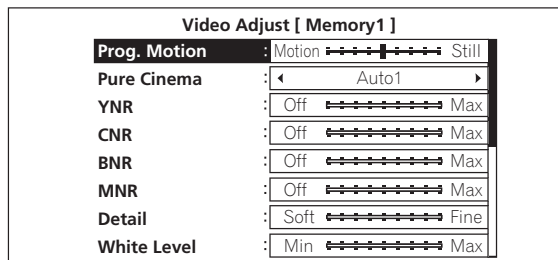 Video Adjust [ Memory1 ]
Prog. Motion : Motion Still
Pure Cinema : Auto1
YNR : Off Max
CNR : Off Max
BNR : Off Max
MNR : Off Max
Detail : Soft Fine
White Level : Min Max